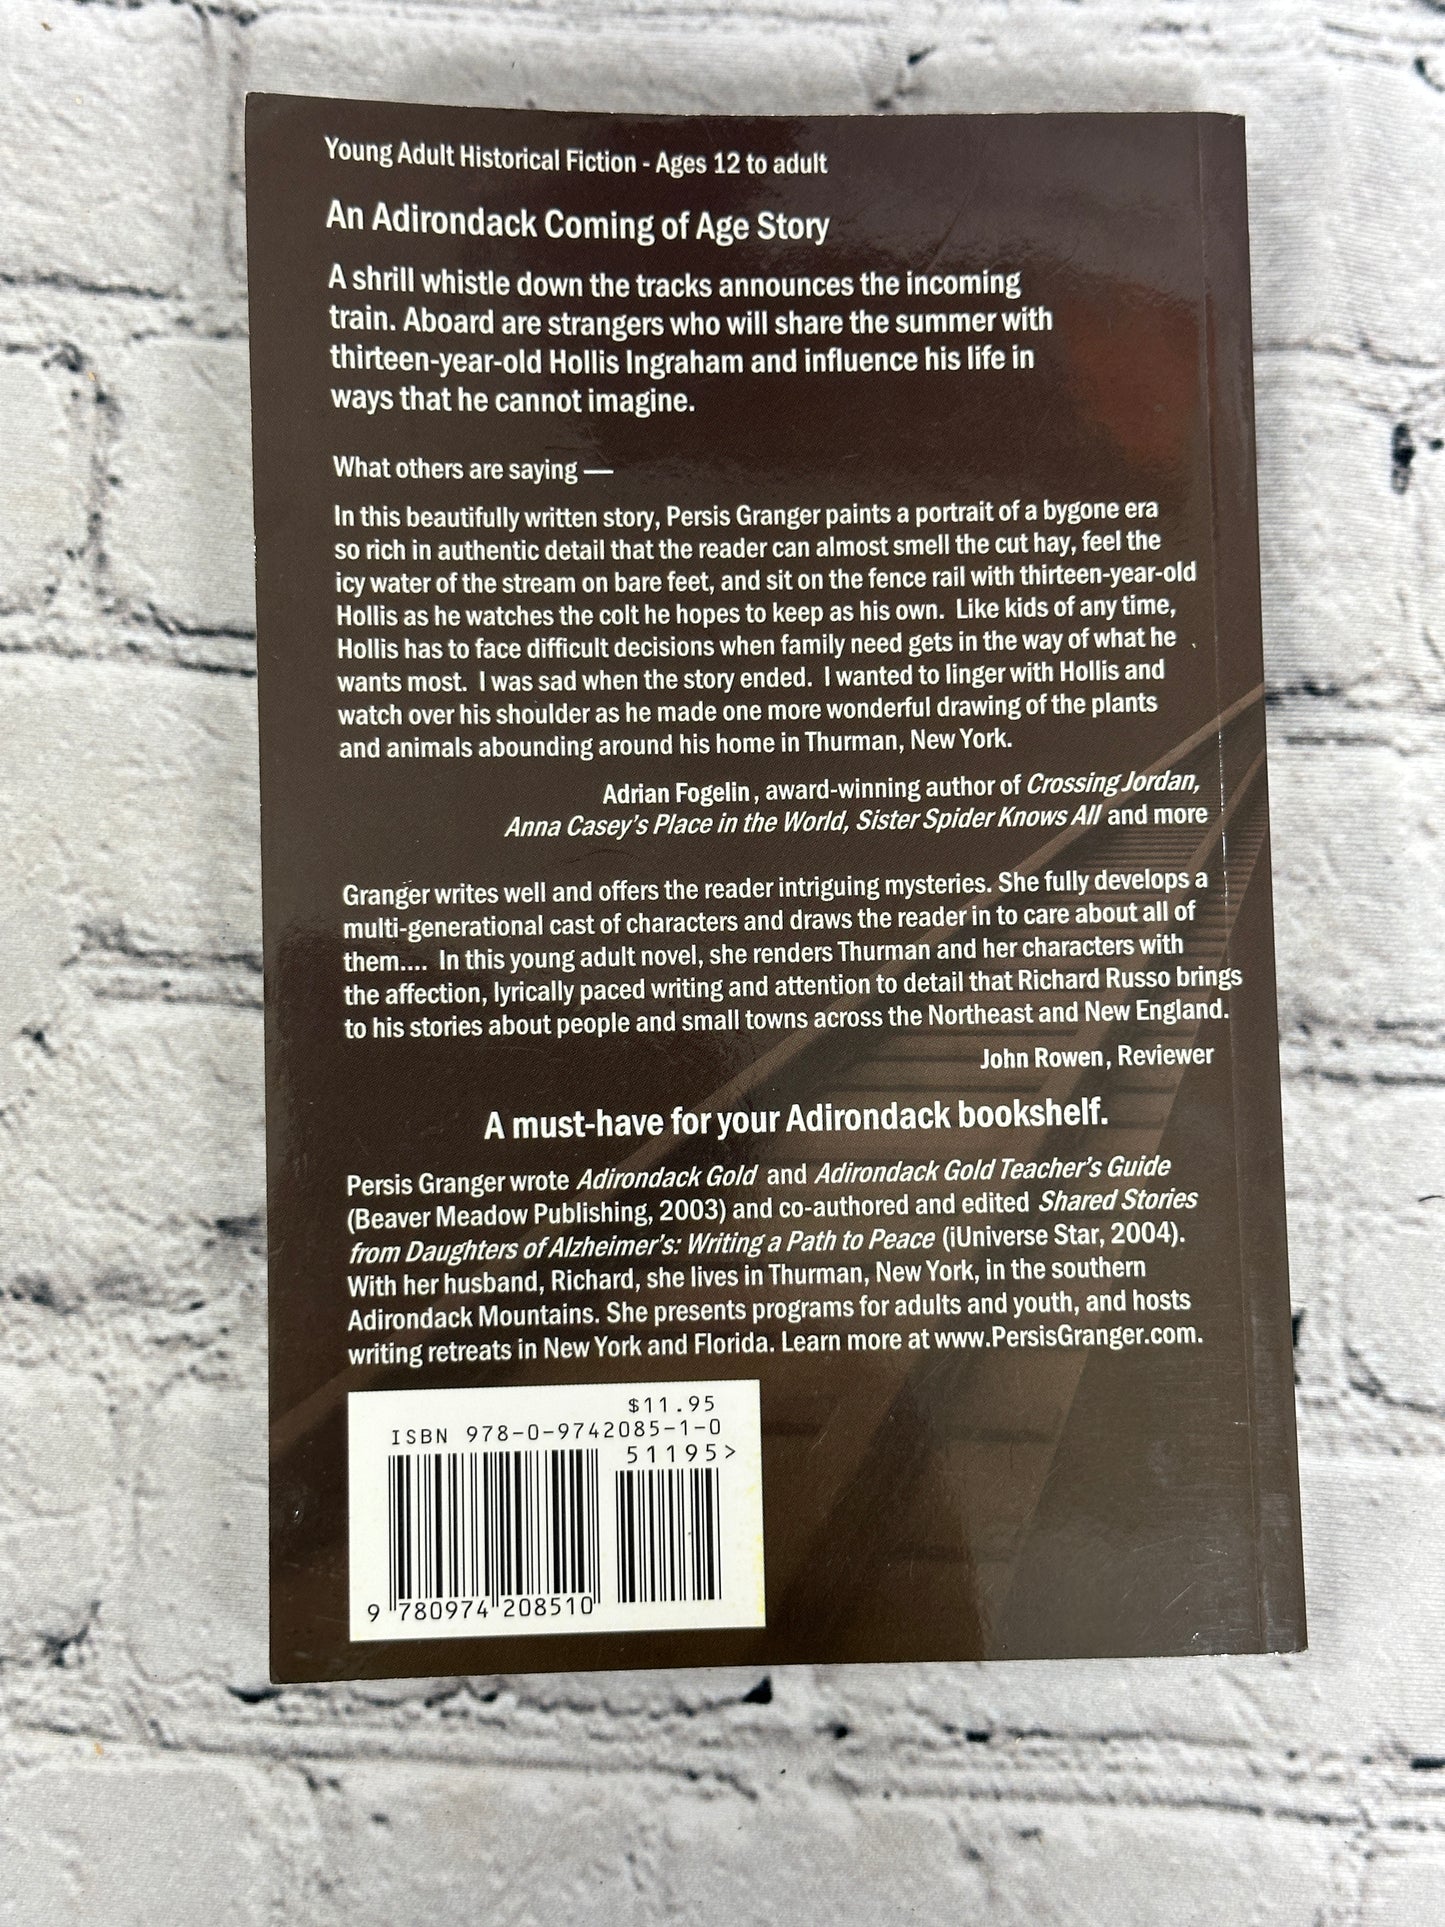 Young Adult Historical Fiction - Ages 12 to adult
An Adirondack Coming of Age Story
A shrill whistle down the tracks announces the incoming
train. Aboard are strangers who will share the summer with
thirteen-year-old Hollis Ingraham and influence his life in
ways that he cannot imagine.
What others are saying —
In this beautifully written story, Persis Granger paints a portrait of a bygone era
so rich in authentic detail that the reader can almost smell the cut hay, feel the
icy water of the stream on bare feet, and sit on the fence rail with thirteen-year-old
Hollis as he watches the colt he hopes to keep as his own. Like kids of any time,
Hollis has to face difficult decisions when family need gets in the way of what he
wants most. I was sad when the story ended. I wanted to linger with Hollis and
watch over his shoulder as he made one more wonderful drawing of the plants
and animals abounding around his home in Thurman, New York.
Adrian Fogelin, award-winning author of Crossing Jordan,
Anna Casey's Place in the World, Sister Spider Knows All and more
Granger writes well and offers the reader intriguing mysteries. She fully develops a
multi-generational cast of characters and draws the reader in to care about all of
them.... In this young adult novel, she renders Thurman and her characters with
the affection, lyrically paced writing and attention to detail that Richard Russo brings
to his stories about people and small towns across the Northeast and New England.
John Rowen, Reviewer
A must-have for your Adirondack bookshelf.
Persis Granger wrote Adirondack Gold and Adirondack Gold Teacher's Guide
(Beaver Meadow Publishing, 2003) and co-authored and edited Shared Stories
from Daughters of Alzheimer's: Writing a Path to Peace (iUniverse Star, 2004).
With her husband, Richard, she lives in Thurman, New York, in the southern
Adirondack Mountains. She presents programs for adults and youth, and hosts
writing retreats in New York and Florida. Learn more at www.PersisGranger.com.
$11.95
ISBN 978-0-9742085-1-0
51195>
9 780974 208510